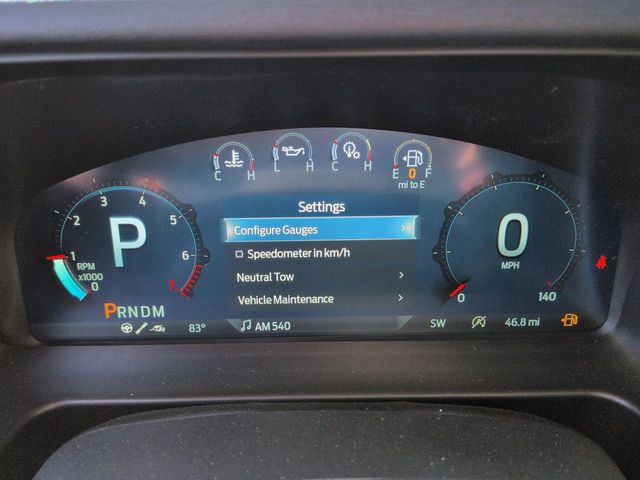 C H
L H
C H
E F
0
mi to E
Settings
Configure Gauges
Speedometer in km/h
Neutral Tow
Vehicle Maintenance
0
1
2
3
4
5
6
7
P
RPM
x1000
PRNDM
0
MPH
0
140
83°
AM 540
SW
46.8 mi